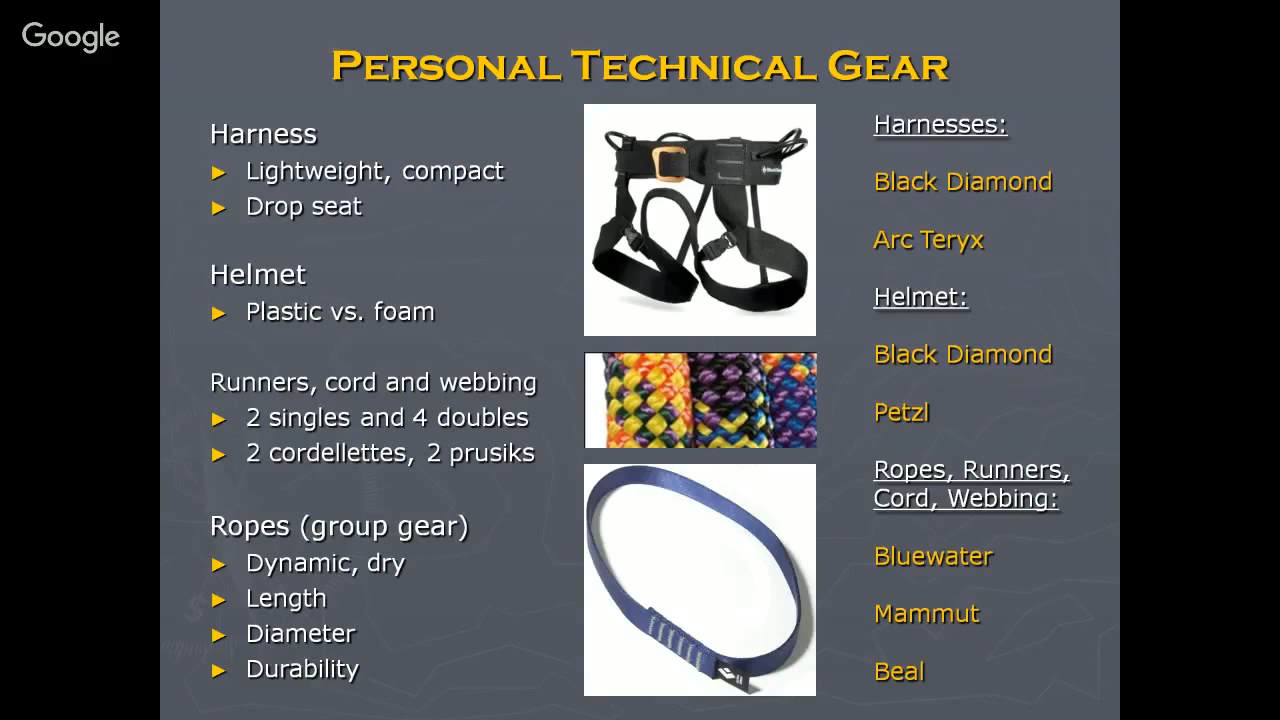 Google
Personal Technical Gear
Harness
► Lightweight, compact
► Drop seat
Helmet
► Plastic vs. foam
Runners, cord and webbing
► 2 singles and 4 doubles
► 2 cordellettes, 2 prusiks
Ropes (group gear)
► Dynamic, dry
► Length
► Diameter
► Durability
Harnesses:
Black Diamond
Arc Teryx
Helmet:
Black Diamond
Petzl
Ropes, Runners,
Cord, Webbing:
Bluewater
Mammut
Beal